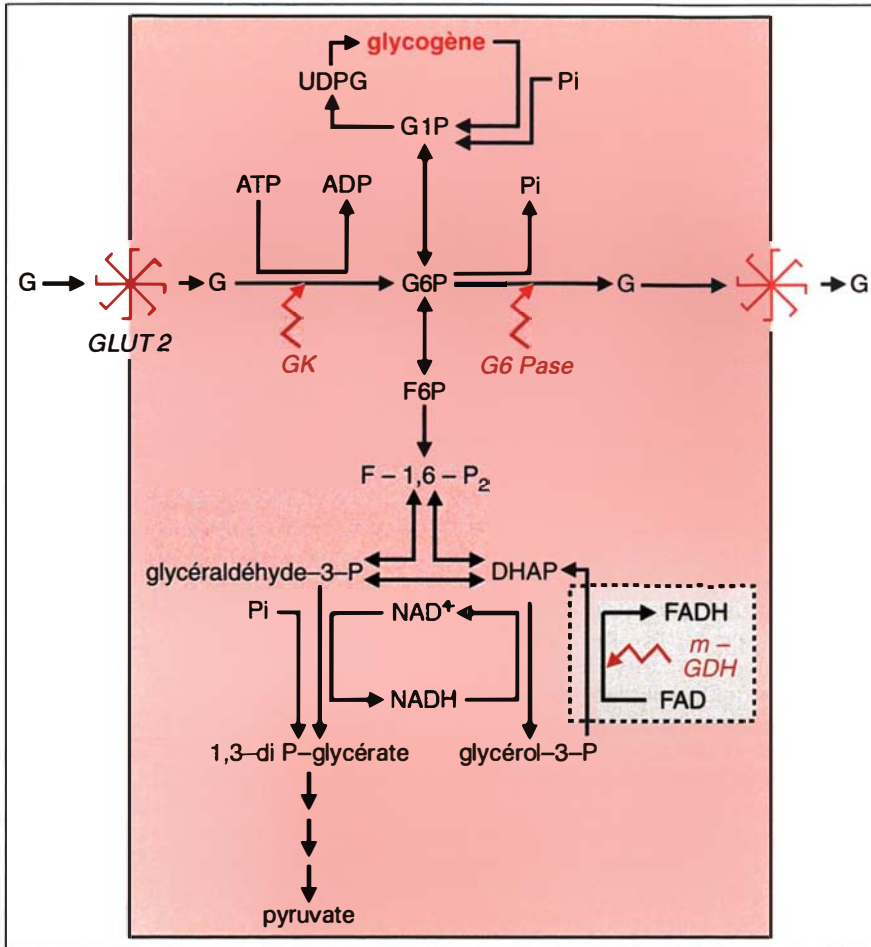 glycogène
UDPG
Pi
G1P
ATP ADP Pi
G G G6P G G
GLUT 2
GK
G6 Pase
F6P
F – 1,6 – P₂
glycéraldéhyde–3–P DHAP
Pi NAD⁺ FADH
m –
GDH
NADH FAD
1,3–di P–glycérate glycérol–3–P
pyruvate